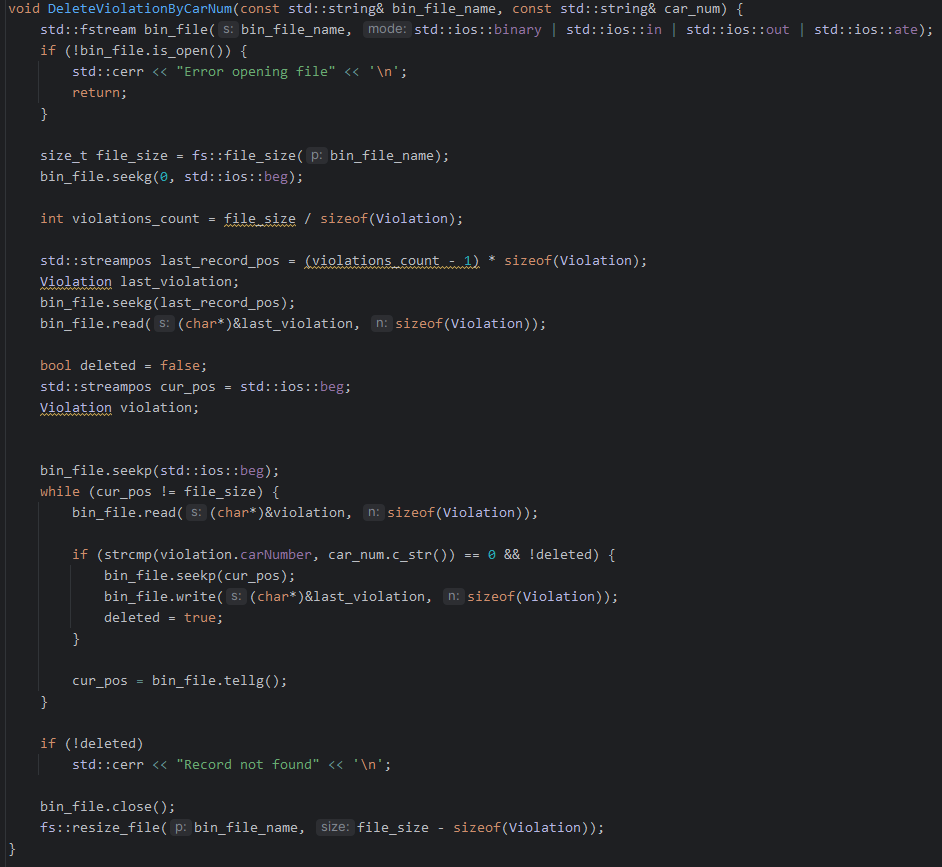 void DeleteViolationByCarNum(const std::string& bin_file_name, const std::string& car_num) {
    std::fstream bin_file( s: bin_file_name, mode: std::ios::binary | std::ios::in | std::ios::out | std::ios::ate);
    if (!bin_file.is_open()) {
        std::cerr << "Error opening file" << '\n';
        return;
    }
    size_t file_size = fs::file_size( p: bin_file_name);
    bin_file.seekg(0, std::ios::beg);
    int violations_count = file_size / sizeof(Violation);
    std::streampos last_record_pos = (violations_count - 1) * sizeof(Violation);
    Violation last_violation;
    bin_file.seekg(last_record_pos);
    bin_file.read( s: (char*)&last_violation, n: sizeof(Violation));
    bool deleted = false;
    std::streampos cur_pos = std::ios::beg;
    Violation violation;
    bin_file.seekp(std::ios::beg);
    while (cur_pos != file_size) {
        bin_file.read( s: (char*)&violation, n: sizeof(Violation));
        if (strcmp(violation.carNumber, car_num.c_str()) == 0 && !deleted) {
            bin_file.seekp(cur_pos);
            bin_file.write( s: (char*)&last_violation, n: sizeof(Violation));
            deleted = true;
        }
        cur_pos = bin_file.tellg();
    }
    if (!deleted)
        std::cerr << "Record not found" << '\n';
    bin_file.close();
    fs::resize_file( p: bin_file_name, size: file_size - sizeof(Violation));
}